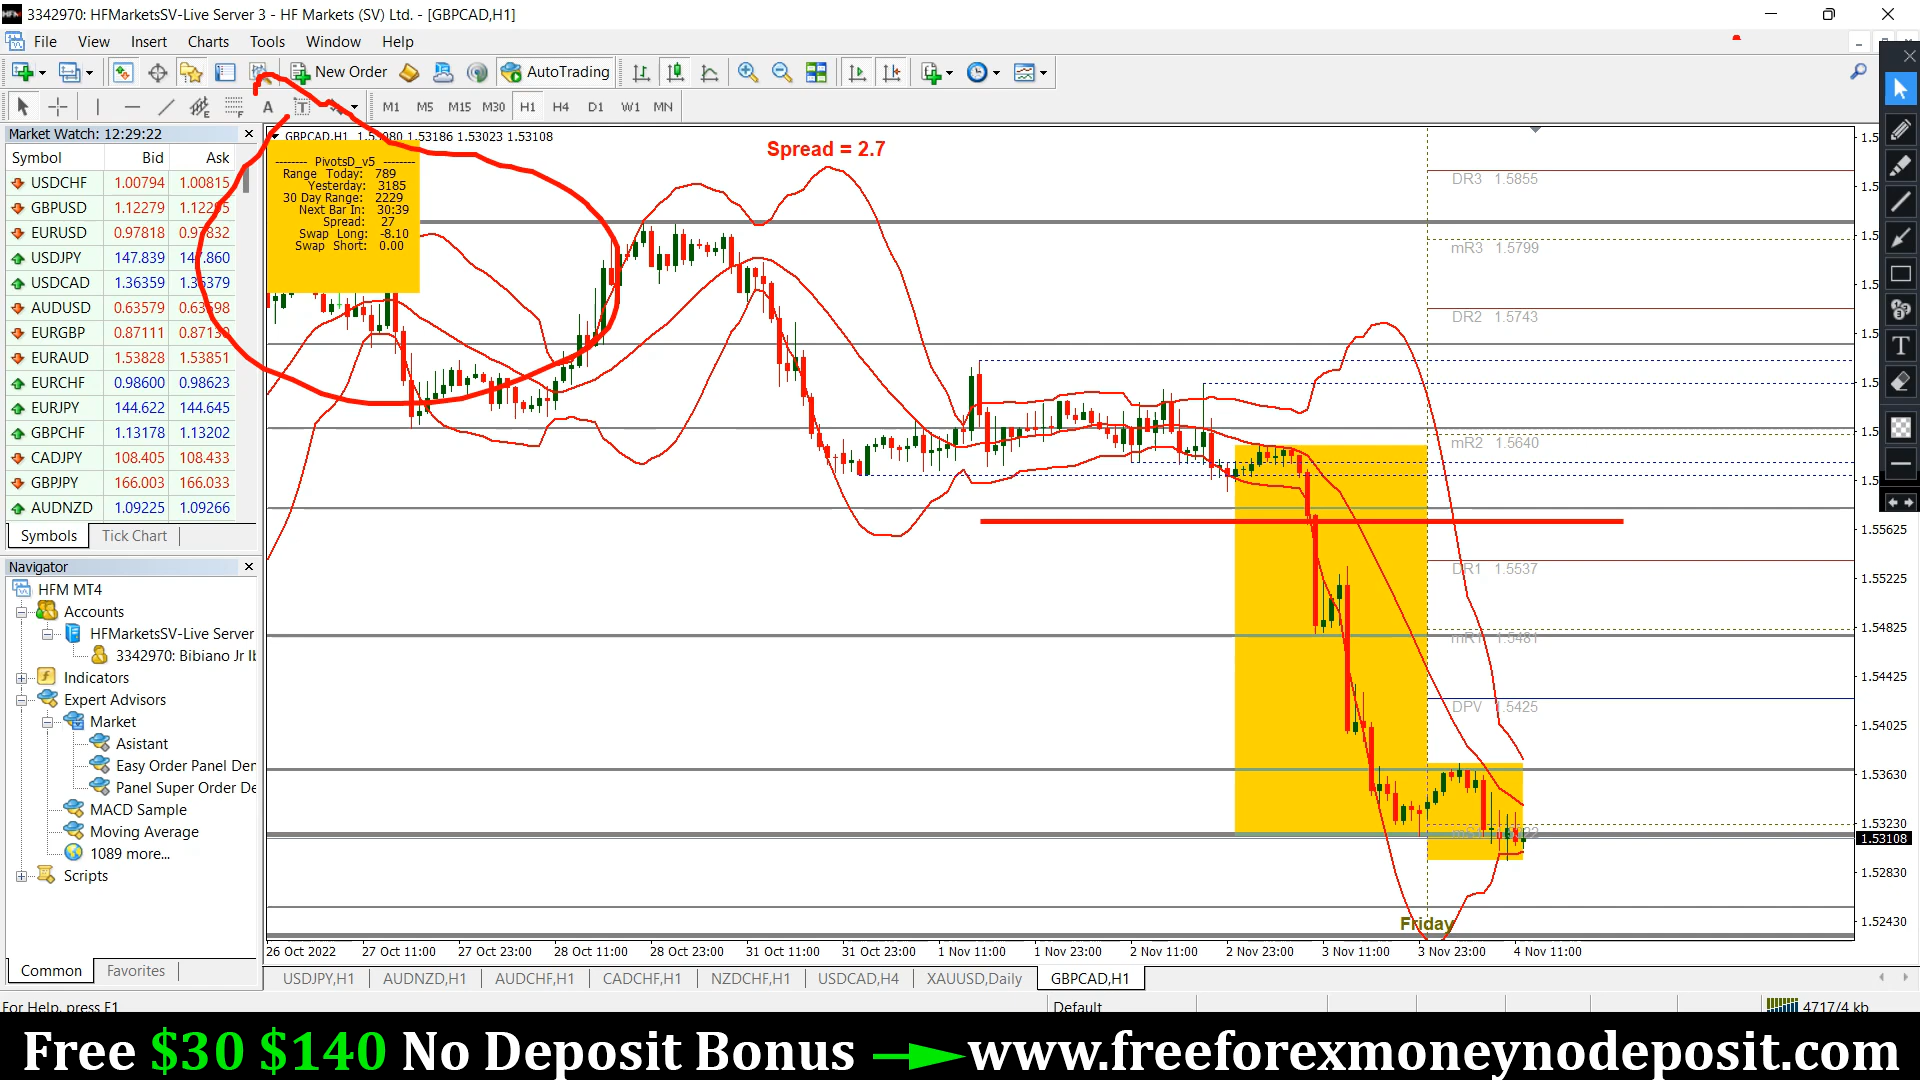 3342970: HFMarketsSV-Live Server 3 - HF Markets (SV) Ltd. - [GBPCAD,H1]
File View Insert Charts Tools Window Help
New Order AutoTrading
A T M1 M5 M15 M30 H1 H4 D1 W1 MN
Market Watch: 12:29:22
Symbol Bid Ask
USDCHF 1.00794 1.00815
GBPUSD 1.12279
EURUSD 0.97818 0.97832
USDJPY 147.839
USDCAD 1.36359
AUDUSD 0.63579
EURGBP 0.87111
EURAUD 1.53828 1.53851
EURCHF 0.98600 0.98623
EURJPY 144.622 144.645
GBPCHF 1.13178 1.13202
CADJPY 108.405 108.433
GBPJPY 166.003 166.033
AUDNZD 1.09225 1.09266
Symbols Tick Chart
Navigator
HFM MT4
Accounts
HFMarketsSV-Live Server
3342970: Bibiano Jr
Indicators
Expert Advisors
Market
Asistant
Easy Order Panel Der
Panel Super Order De
MACD Sample
Moving Average
1089 more...
Scripts
Common Favorites
GBPCAD,H1 1.53186 1.53023 1.53108
-------- PivotsD_v5 --------
Range Today: 789
Yesterday: 3185
30 Day Range: 2229
Next Bar In: 30:39
Spread: 27
Swap Long: -8.10
Swap Short: 0.00
Spread = 2.7
DR3 1.5855
mR3 1.5799
DR2 1.5743
mR2 1.5640
DR1 1.5537
mR1 1.5481
DPV 1.5425
Friday
1.55625
1.55225
1.54825
1.54425
1.54025
1.53630
1.53230
1.53108
1.52830
1.52430
26 Oct 2022 27 Oct 11:00 27 Oct 23:00 28 Oct 11:00 28 Oct 23:00 31 Oct 11:00 31 Oct 23:00 1 Nov 11:00 1 Nov 23:00 2 Nov 11:00 2 Nov 23:00 3 Nov 11:00 3 Nov 23:00 4 Nov 11:00
USDJPY,H1 AUDNZD,H1 AUDCHF,H1 CADCHF,H1 NZDCHF,H1 USDCAD,H4 XAUUSD,Daily GBPCAD,H1
For Help, press F1 Default 4717/4 kb
Free $30 $140 No Deposit Bonus www.freeforexmoneynodeposit.com